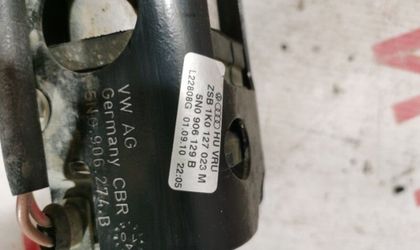 VW AG
Germany CBR
5N0.906.274.B
HU VRU
ZSB 1K0 127 023 M
5N0 906 129 B
L22808G 01.09.10 22:05